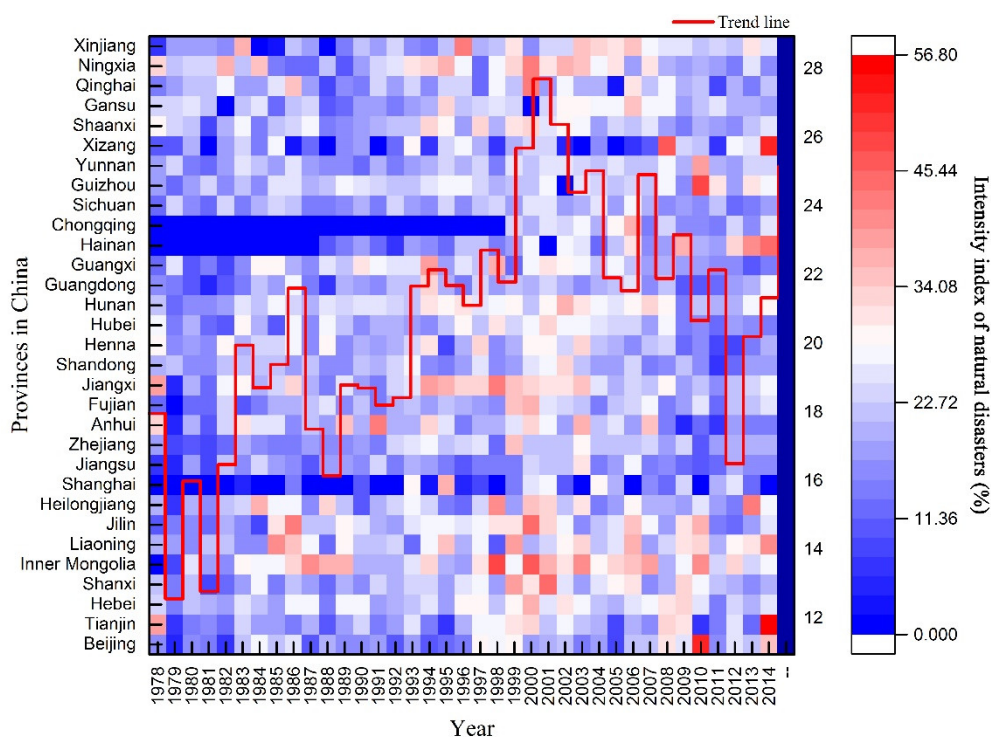 Trend line
Provinces in China
Xinjiang
Ningxia
Qinghai
Gansu
Shaanxi
Xizang
Yunnan
Guizhou
Sichuan
Chongqing
Hainan
Guangxi
Guangdong
Hunan
Hubei
Henna
Shandong
Jiangxi
Fujian
Anhui
Zhejiang
Jiangsu
Shanghai
Heilongjiang
Jilin
Liaoning
Inner Mongolia
Shanxi
Hebei
Tianjin
Beijing
28
26
24
22
20
18
16
14
12
56.80
45.44
34.08
22.72
11.36
0.000
Intensity index of natural disasters (%)
1978
1979
1980
1981
1982
1983
1984
1985
1986
1987
1988
1989
1990
1991
1992
1993
1994
1995
1996
1997
1998
1999
2000
2001
2002
2003
2004
2005
2006
2007
2008
2009
2010
2011
2012
2013
2014
--
Year